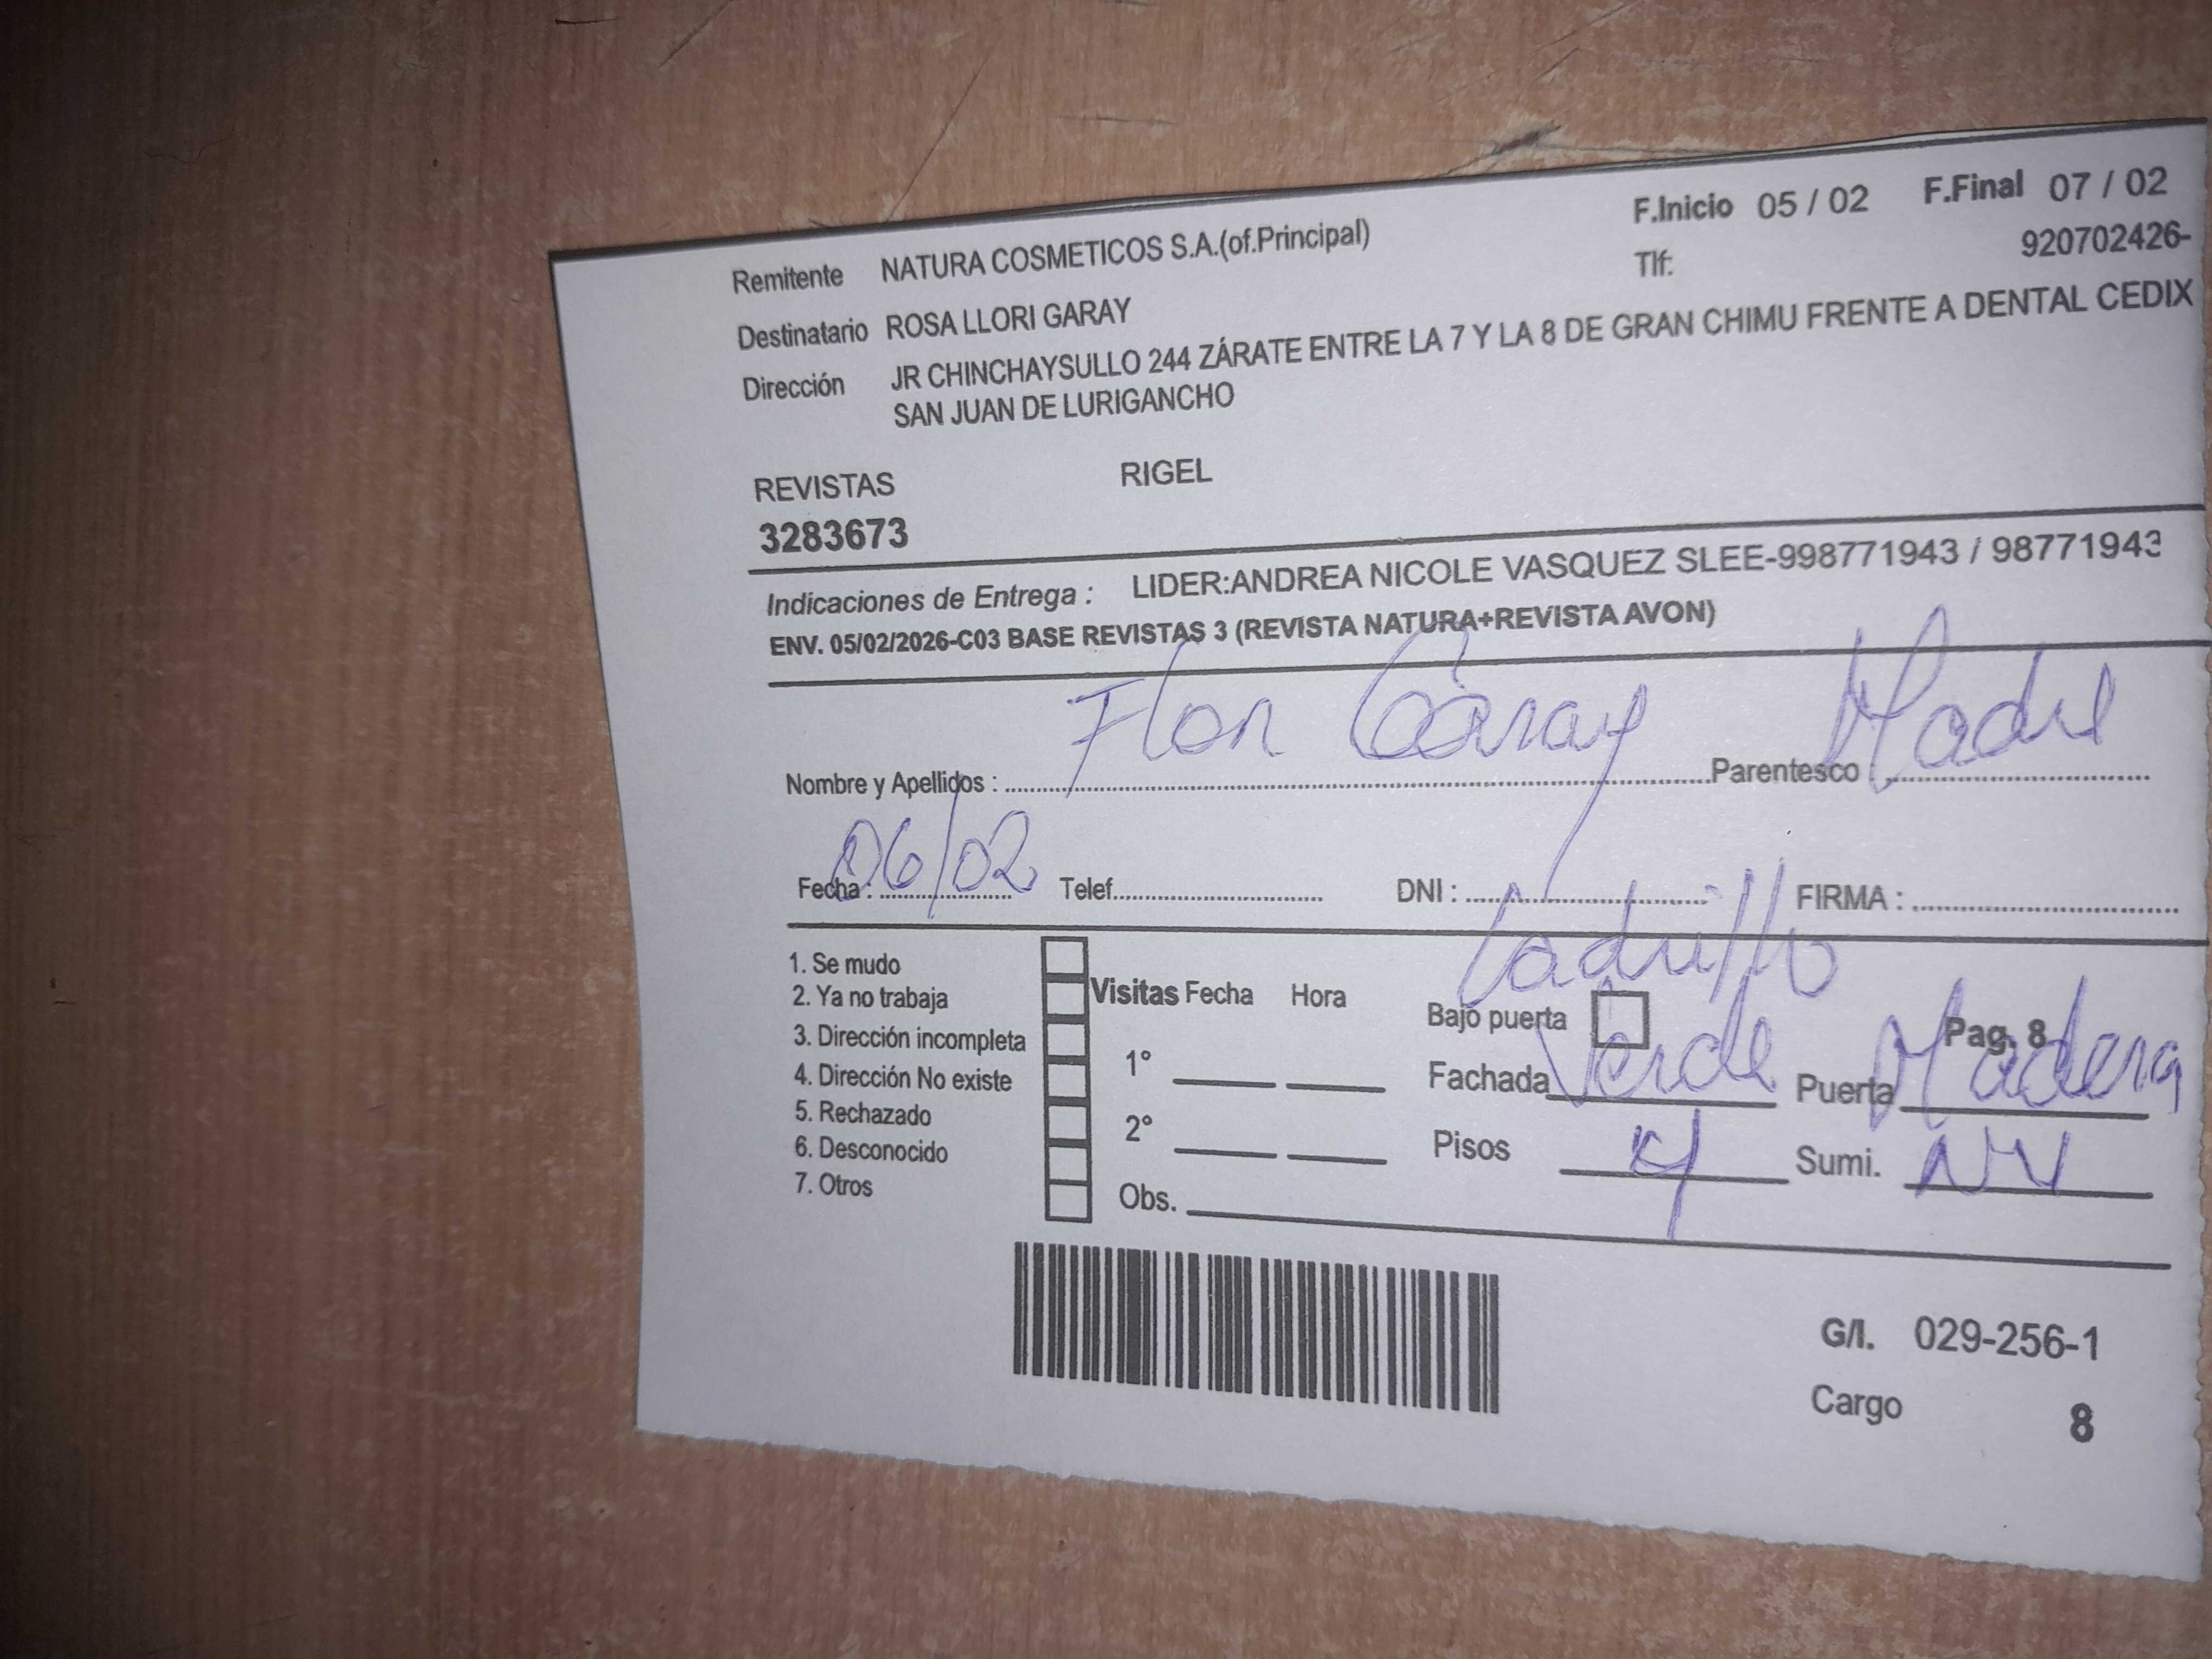 F.Inicio 05 / 02 F.Final 07 / 02
Remitente NATURA COSMETICOS S.A.(of.Principal) Tlf: 920702426-
Destinatario ROSA LLORI GARAY
Dirección JR CHINCHAYSULLO 244 ZÁRATE ENTRE LA 7 Y LA 8 DE GRAN CHIMU FRENTE A DENTAL CEDIX
SAN JUAN DE LURIGANCHO
REVISTAS RIGEL
3283673
Indicaciones de Entrega : LIDER:ANDREA NICOLE VASQUEZ SLEE-998771943 / 98771943
ENV. 05/02/2026-C03 BASE REVISTAS 3 (REVISTA NATURA+REVISTA AVON)
Nombre y Apellidos : Flor Garay Parentesco : Madre
Fecha : 06/02 Telef. DNI : FIRMA :
Ladrillo
1. Se mudo
2. Ya no trabaja Visitas Fecha Hora Bajo puerta Pag. 8
3. Dirección incompleta
4. Dirección No existe 1° Fachada Verde Puerta Madera
5. Rechazado
6. Desconocido 2° Pisos 4 Sumi. NV
7. Otros Obs.
G/I. 029-256-1
Cargo 8